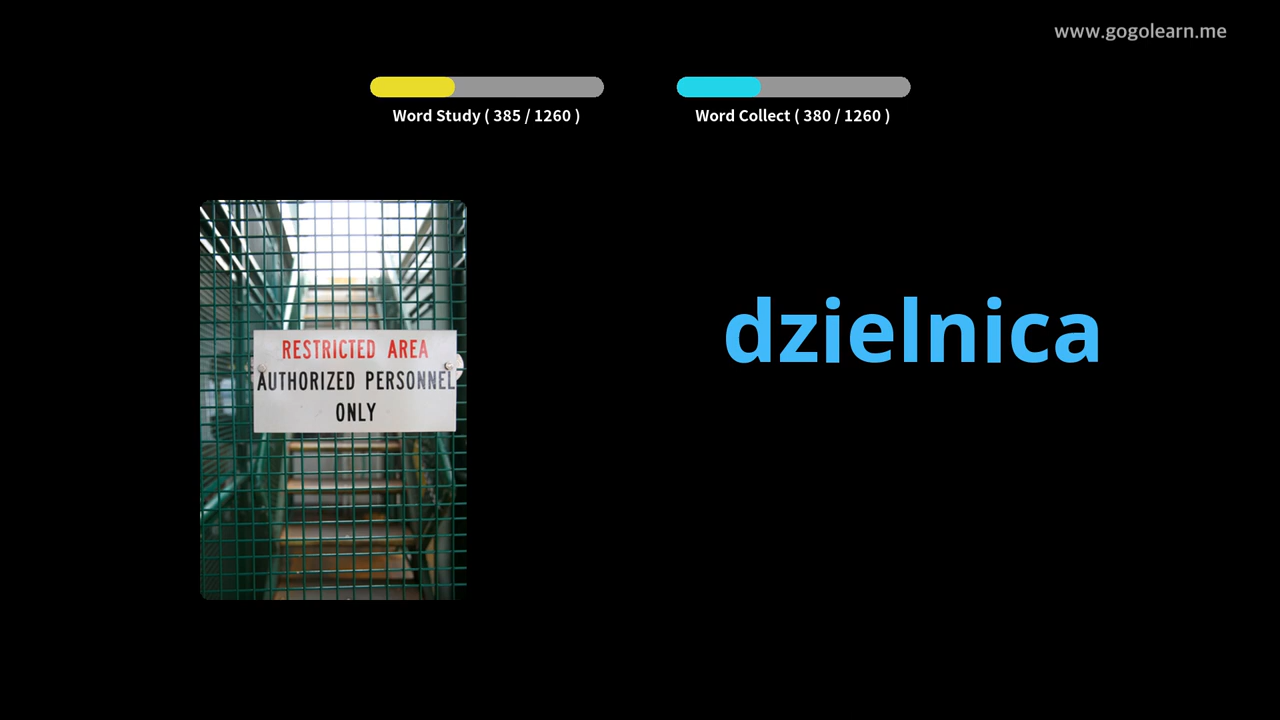 www.gogolearn.me
Word Study ( 385 / 1260 )
Word Collect ( 380 / 1260 )
RESTRICTED AREA
AUTHORIZED PERSONNEL
ONLY
dzielnica